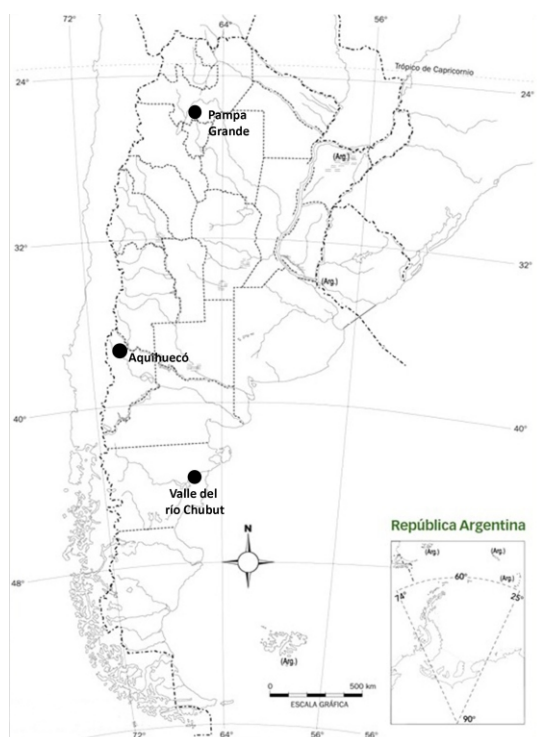 72°
64°
56°
Trópico de Capricornio
24°
24°
Pampa
Grande
(Arg.)
32°
32°
(Arg.)
Aquihuecó
40°
40°
Valle del
río Chubut
N
República Argentina
(Arg.)
(Arg.)
60°
(Arg.)
74°
25°
48°
(Arg.)
0
500 km
ESCALA GRÁFICA
90°
72°
64°
56°
56°